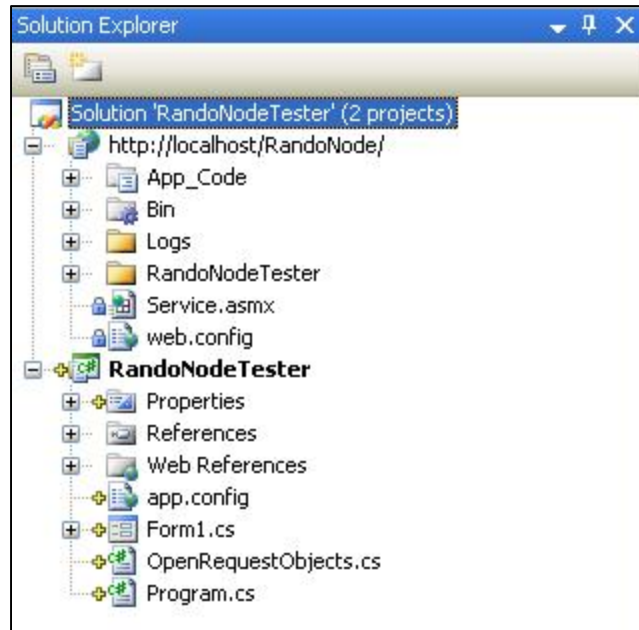 Solution Explorer
Solution 'RandoNodeTester' (2 projects)
http://localhost/RandoNode/
App_Code
Bin
Logs
RandoNodeTester
Service.asmx
web.config
RandoNodeTester
Properties
References
Web References
app.config
Form1.cs
OpenRequestObjects.cs
Program.cs